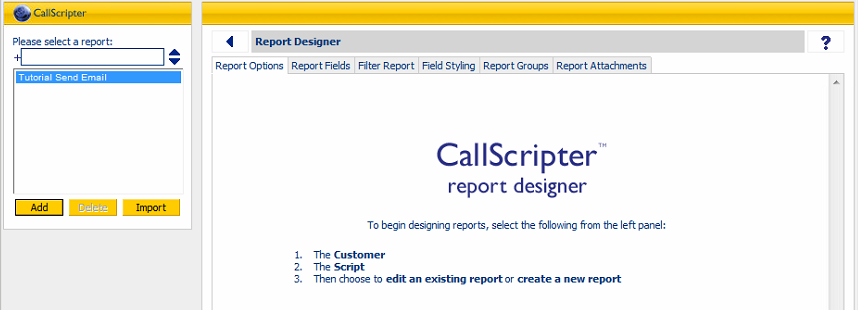 CallScripter
Please select a report:
+
Tutorial Send Email
Add Delete Import
Report Designer ?
Report Options Report Fields Filter Report Field Styling Report Groups Report Attachments
CallScripter™
report designer
To begin designing reports, select the following from the left panel:
1. The Customer
2. The Script
3. Then choose to edit an existing report or create a new report